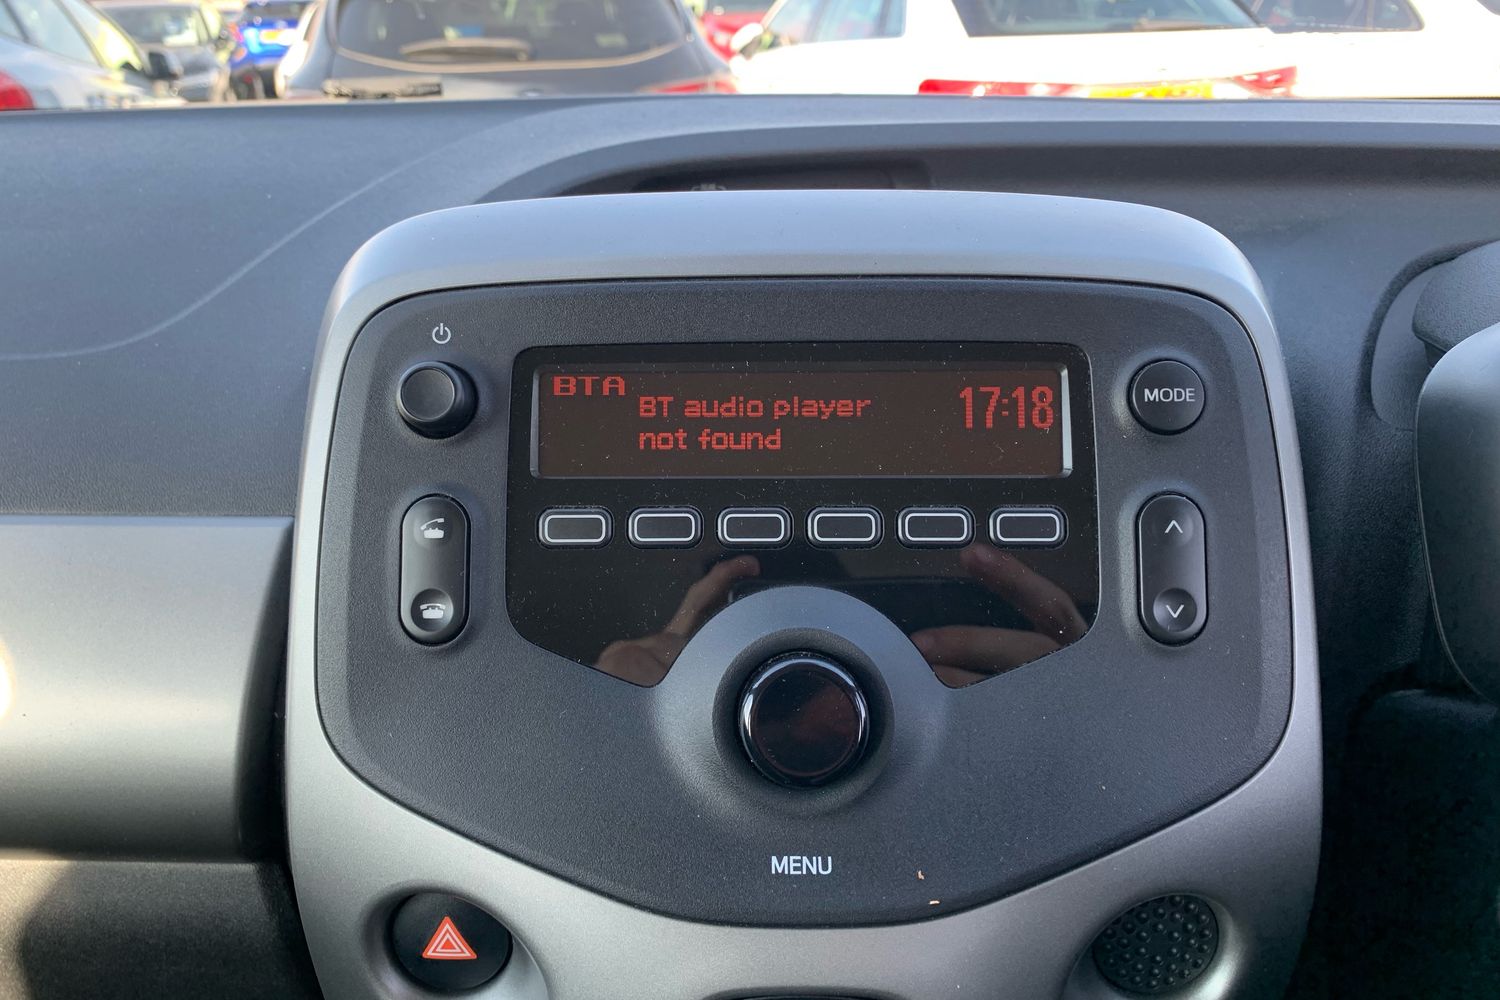 BTA
BT audio player
not found
17:18
MODE
MENU